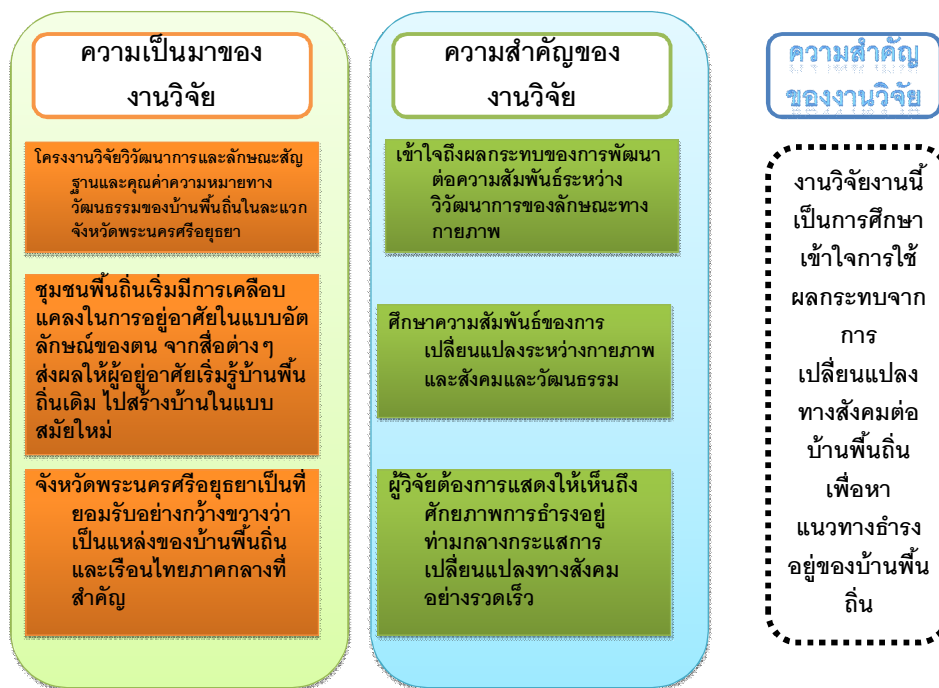 ความเป็นมาของ
งานวิจัย
โครงงานวิจัยวิวัฒนาการและลักษณะสัญ
ฐานและคุณค่าความหมายทาง
วัฒนธรรมของบ้านพื้นถิ่นในละแวก
จังหวัดพระนครศรีอยุธยา
ชุมชนพื้นถิ่นเริ่มมีการเคลือบ
แคลงในการอยู่อาศัยในแบบอัต
ลักษณ์ของตน จากสื่อต่างๆ
ส่งผลให้ผู้อยู่อาศัยเริ่มรู้บ้านพื้น
ถิ่นเดิม ไปสร้างบ้านในแบบ
สมัยใหม่
จังหวัดพระนครศรีอยุธยาเป็นที่
ยอมรับอย่างกว้างขวางว่า
เป็นแหล่งของบ้านพื้นถิ่น
และเรือนไทยภาคกลางที่
สำคัญ
ความสำคัญของ
งานวิจัย
เข้าใจถึงผลกระทบของการพัฒนา
ต่อความสัมพันธ์ระหว่าง
วิวัฒนาการของลักษณะทาง
กายภาพ
ศึกษาความสัมพันธ์ของการ
เปลี่ยนแปลงระหว่างกายภาพ
และสังคมและวัฒนธรรม
ผู้วิจัยต้องการแสดงให้เห็นถึง
ศักยภาพการธำรงอยู่
ท่ามกลางกระแสการ
เปลี่ยนแปลงทางสังคม
อย่างรวดเร็ว
ความสำคัญ
ของงานวิจัย
งานวิจัยงานนี้
เป็นการศึกษา
เข้าใจการใช้
ผลกระทบจาก
การ
เปลี่ยนแปลง
ทางสังคมต่อ
บ้านพื้นถิ่น
เพื่อหา
แนวทางธำรง
อยู่ของบ้านพื้น
ถิ่น